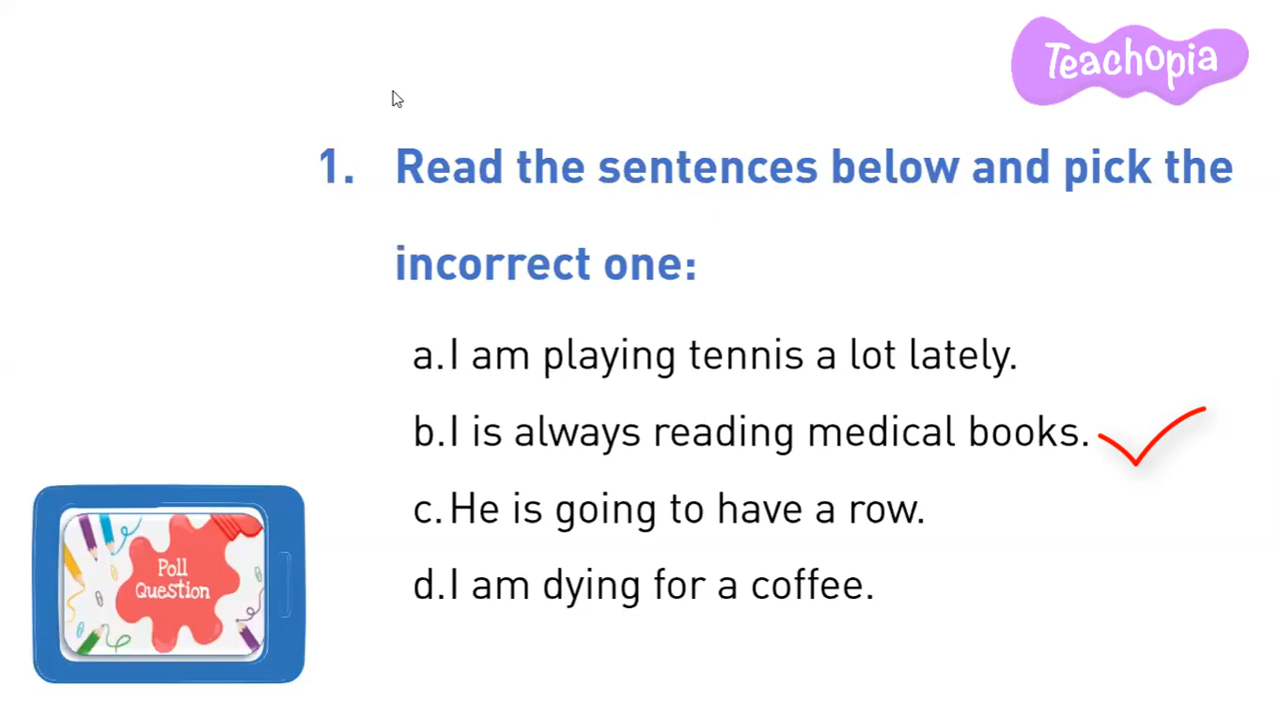 Teachopia
1. Read the sentences below and pick the
incorrect one:
a. I am playing tennis a lot lately.
b. I is always reading medical books.
c. He is going to have a row.
d. I am dying for a coffee.
Poll
Question